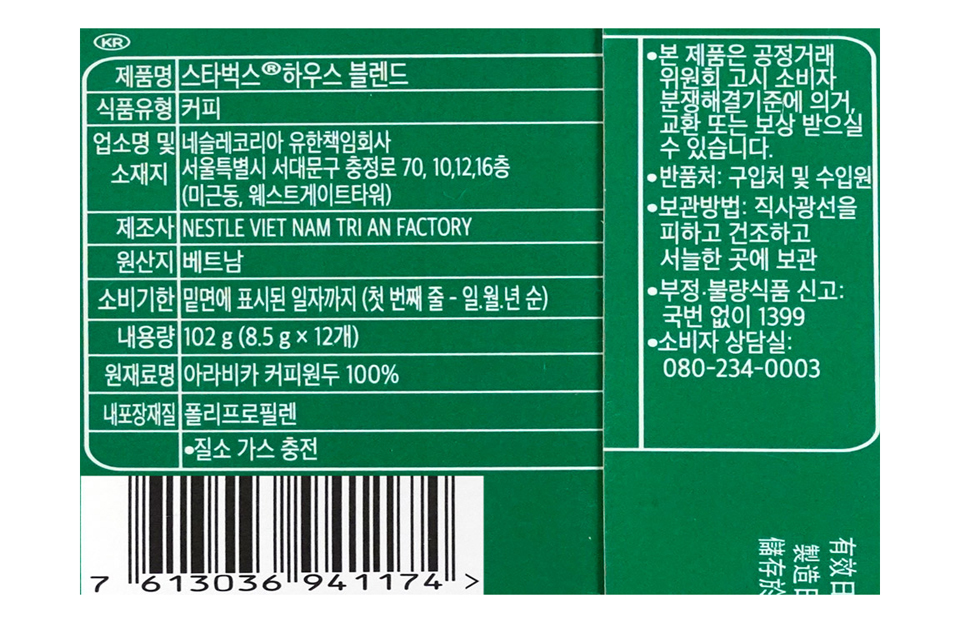 KR
제품명 스타벅스®하우스 블렌드
식품유형 커피
업소명 및 소재지 네슬레코리아 유한책임회사
서울특별시 서대문구 충정로 70, 10,12,16층
(미근동, 웨스트게이트타워)
제조사 NESTLE VIET NAM TRI AN FACTORY
원산지 베트남
소비기한 밑면에 표시된 일자까지 (첫 번째 줄 - 일.월.년 순)
내용량 102 g (8.5 g × 12개)
원재료명 아라비카 커피원두 100%
내포장재질 폴리프로필렌
•질소 가스 충전
7 613036 941174 >
•본 제품은 공정거래
위원회 고시 소비자
분쟁해결기준에 의거,
교환 또는 보상 받으실
수 있습니다.
•반품처: 구입처 및 수입원
•보관방법: 직사광선을
피하고 건조하고
서늘한 곳에 보관
•부정·불량식품 신고:
국번 없이 1399
•소비자 상담실:
080-234-0003
有效日
製造日
儲存於